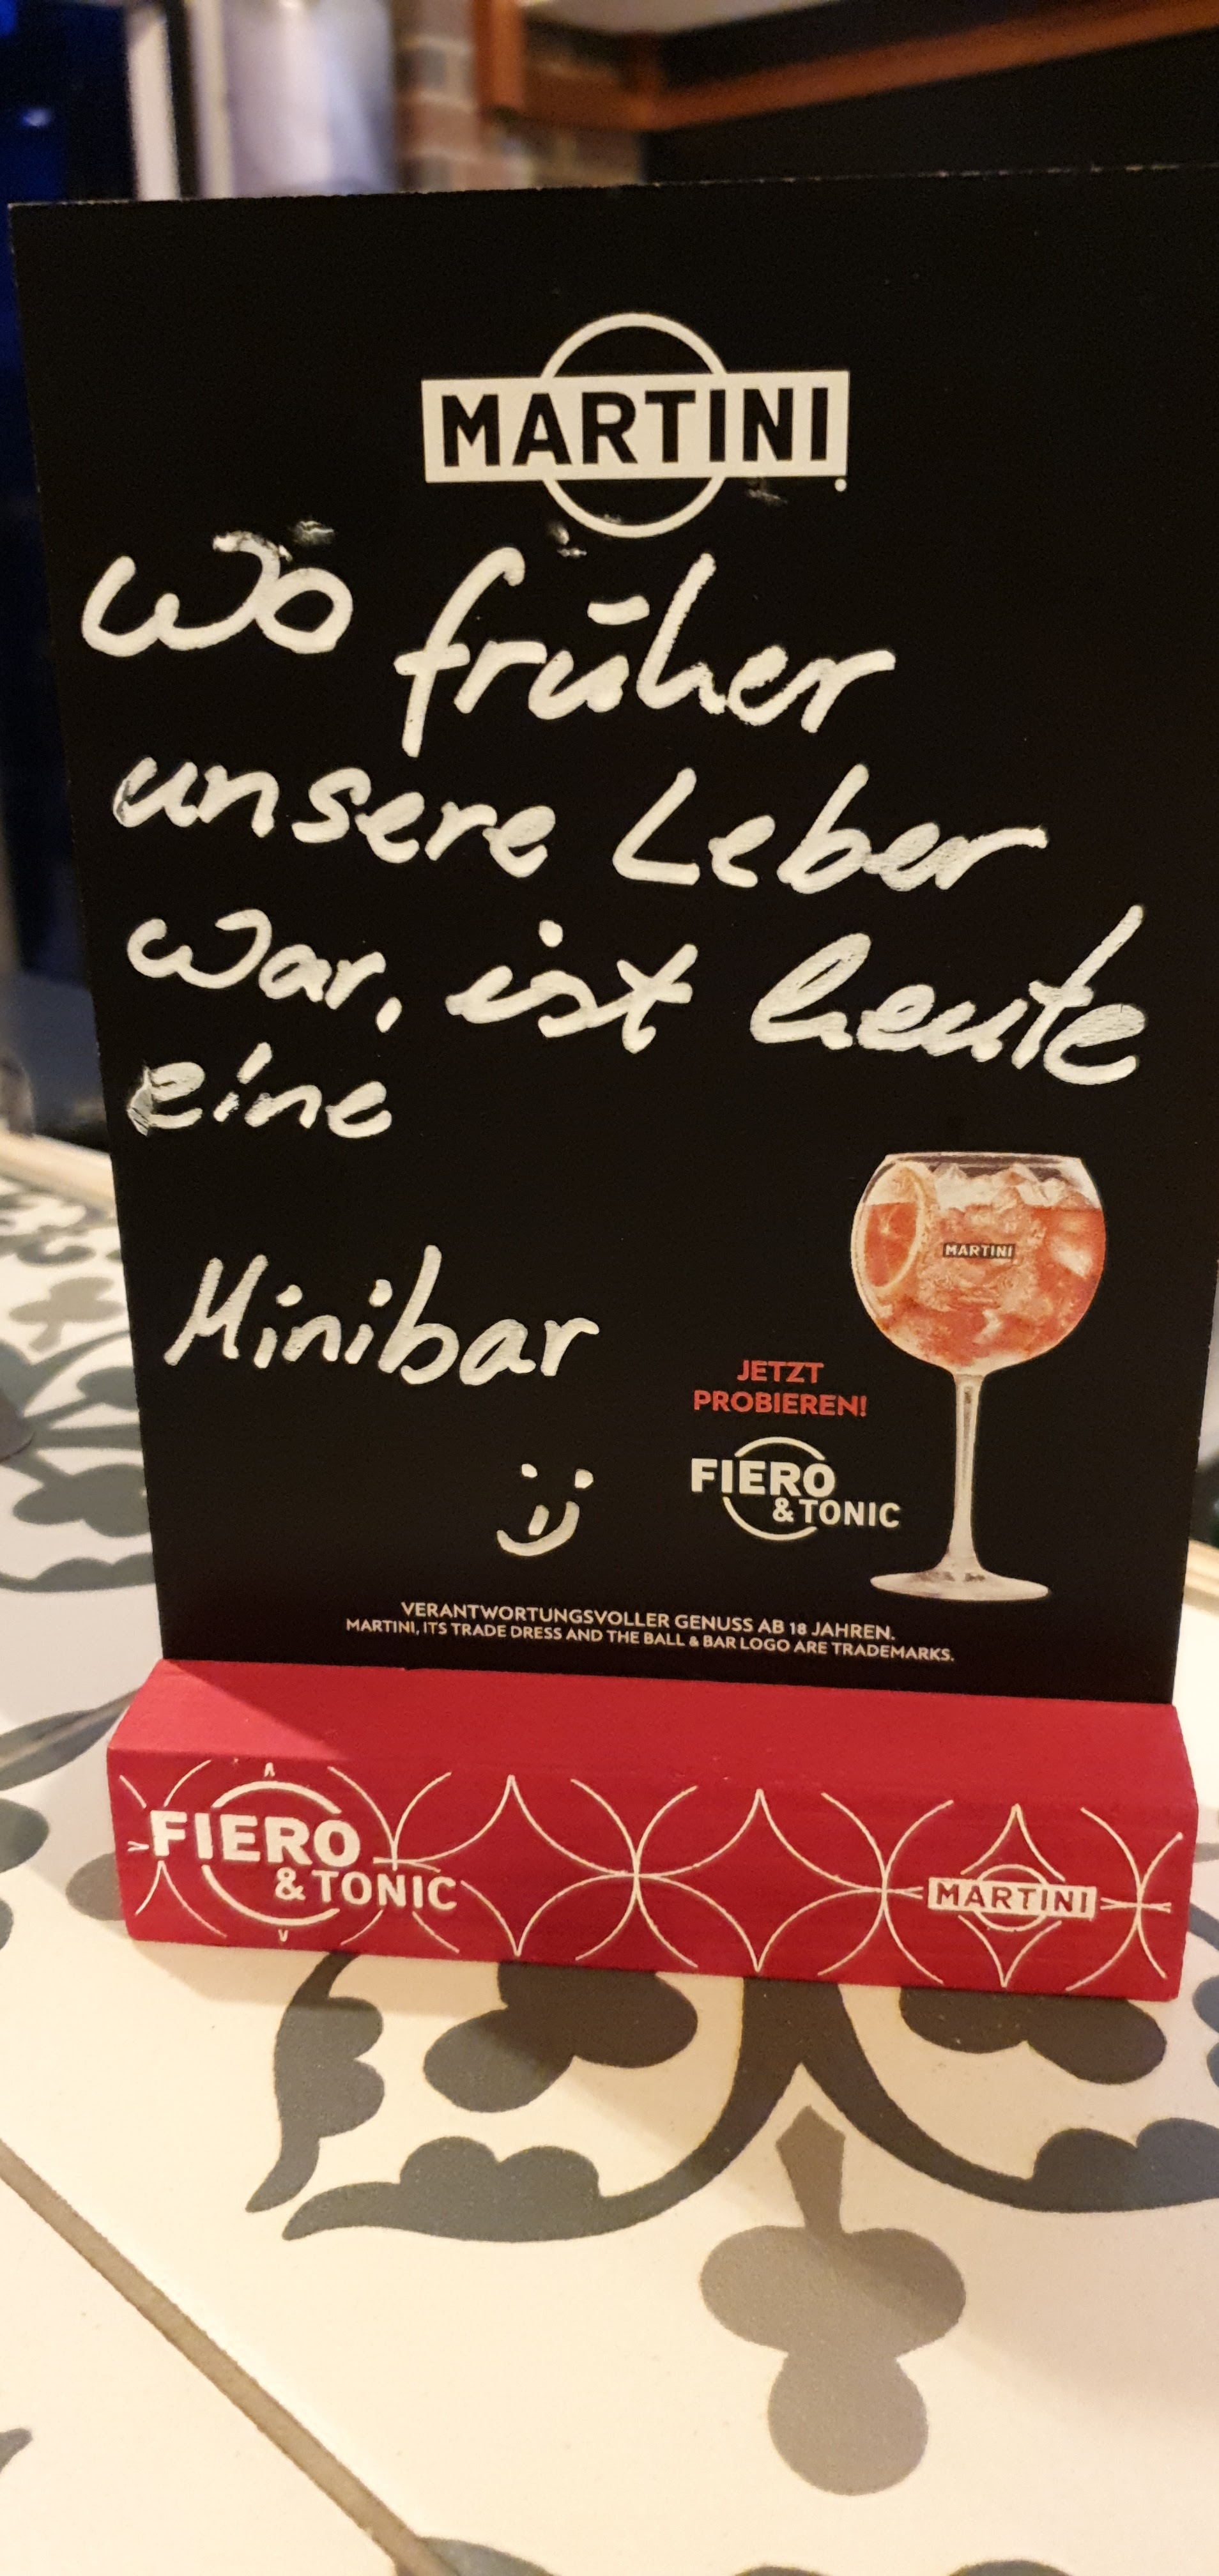 MARTINI
Wo früher
unsere Leber
war, ist heute
eine
Minibar
MARTINI
JETZT
PROBIEREN!
FIERO
& TONIC
VERANTWORTUNGSVOLLER GENUSS AB 18 JAHREN.
MARTINI, ITS TRADE DRESS AND THE BALL & BAR LOGO ARE TRADEMARKS.
FIERO
& TONIC
MARTINI